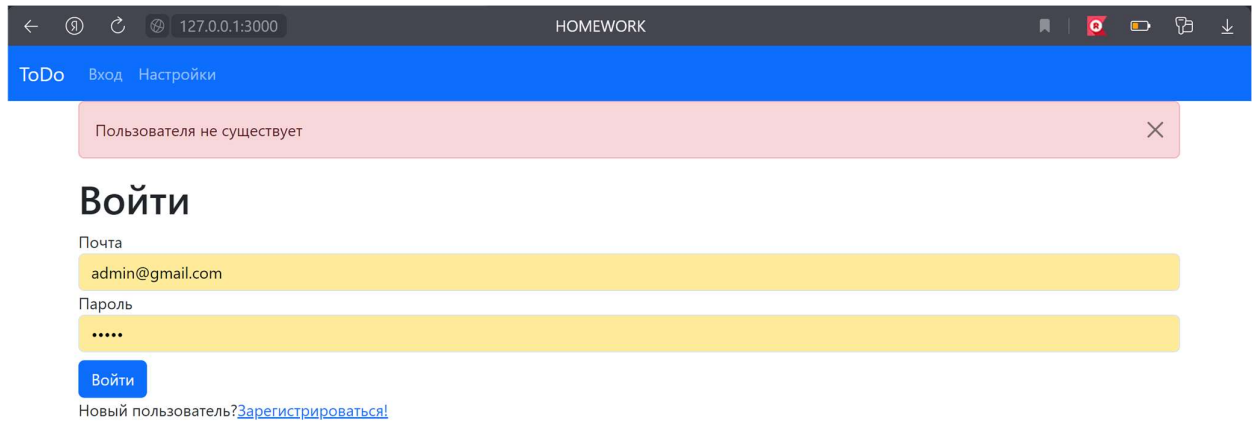 127.0.0.1:3000 HOMEWORK
ToDo Вход Настройки
Пользователя не существует
Войти
Почта
admin@gmail.com
Пароль
•••••
Войти
Новый пользователь?Зарегистрироваться!